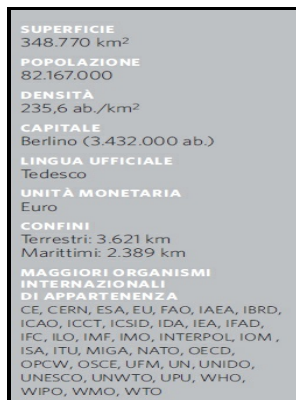 SUPERFICIE
348.770 km²
POPOLAZIONE
82.167.000
DENSITÀ
235,6 ab./km²
CAPITALE
Berlino (3.432.000 ab.)
LINGUA UFFICIALE
Tedesco
UNITÀ MONETARIA
Euro
CONFINI
Terrestri: 3.621 km
Marittimi: 2.389 km
MAGGIORI ORGANISMI
INTERNAZIONALI
DI APPARTENENZA
CE, CERN, ESA, EU, FAO, IAEA, IBRD,
ICAO, ICCT, ICSID, IDA, IEA, IFAD,
IFC, ILO, IMF, IMO, INTERPOL, IOM ,
ISA, ITU, MIGA, NATO, OECD,
OPCW, OSCE, UFM, UN, UNIDO,
UNESCO, UNWTO, UPU, WHO,
WIPO, WMO, WTO